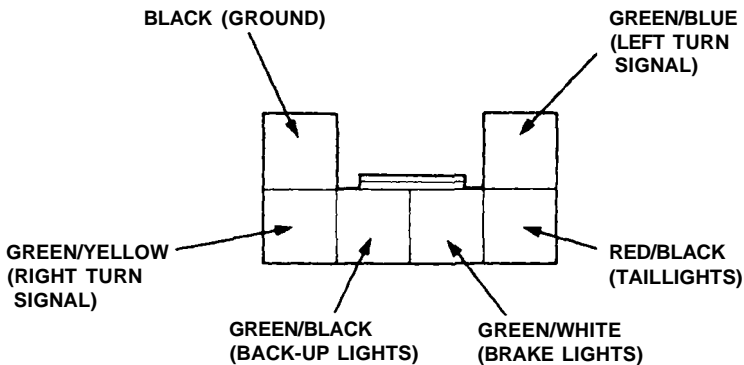 BLACK (GROUND)
GREEN/BLUE
(LEFT TURN
SIGNAL)
GREEN/YELLOW
(RIGHT TURN
SIGNAL)
RED/BLACK
(TAILLIGHTS)
GREEN/BLACK
(BACK-UP LIGHTS)
GREEN/WHITE
(BRAKE LIGHTS)